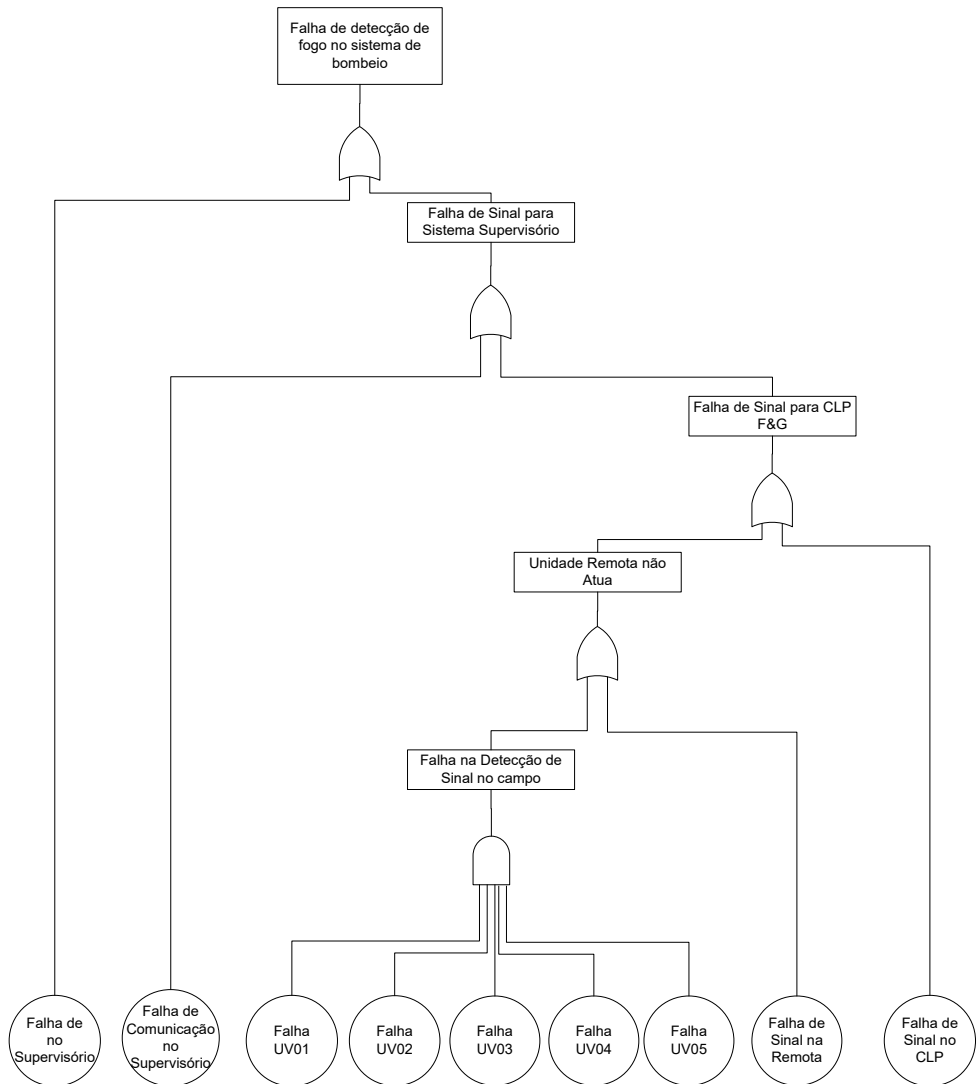 Falha de detecção de
fogo no sistema de
bombeio
Falha de Sinal para
Sistema Supervisório
Falha de Sinal para CLP
F&G
Unidade Remota não
Atua
Falha na Detecção de
Sinal no campo
Falha de
no
Supervisório
Falha de
Comunicação
no
Supervisório
Falha
UV01
Falha
UV02
Falha
UV03
Falha
UV04
Falha
UV05
Falha de
Sinal na
Remota
Falha de
Sinal no
CLP